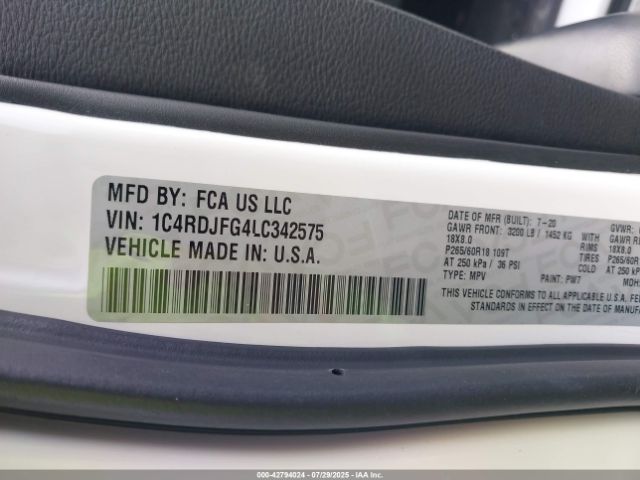 MFD BY: FCA US LLC
VIN: 1C4RDJFG4LC342575
VEHICLE MADE IN: U.S.A.
DATE OF MFR (BUILT): 7-20 GVWR:
GAWR FRONT: 3200 LB / 1452 KG WITH GAWR R
18X8.0 RIMS 18X8.0
P265/60R18 109T TIRES P265/60R
AT 250 kPa / 36 PSI COLD AT 250
TYPE: MPV PAINT: PW7 MDH:
THIS VEHICLE CONFORMS TO ALL APPLICABLE U.S.A. FE
STANDARDS IN EFFECT ON THE DATE OF MANUFA
000-42794024 | 07/29/2025 - ©IAA, Inc.